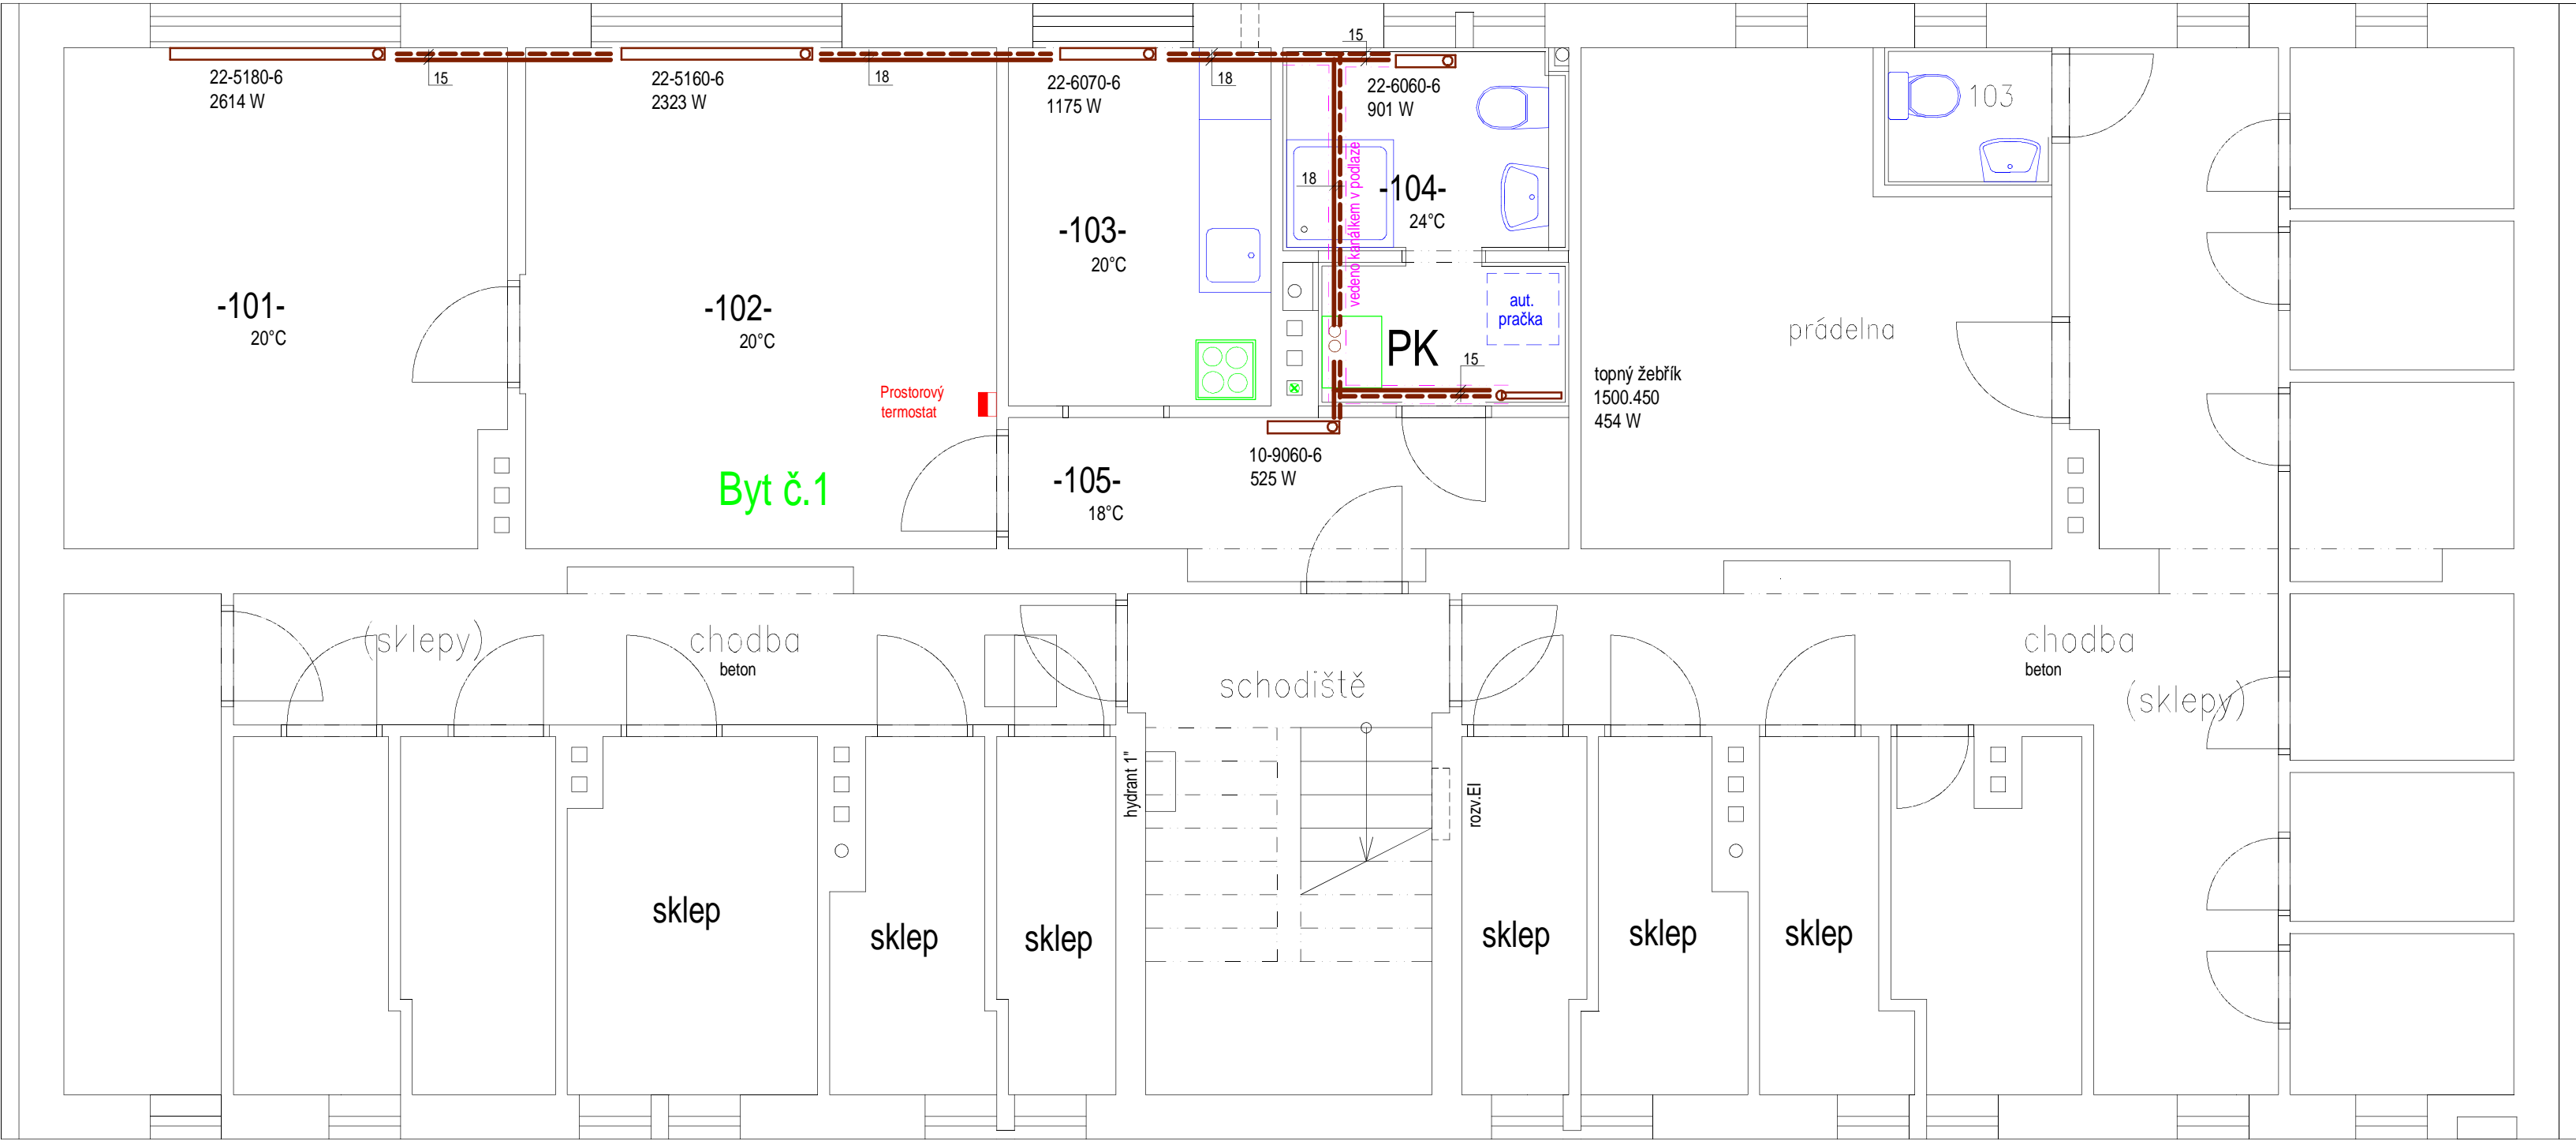 15
22-5180-6
2614 W
15
22-5160-6
2323 W
18
22-6070-6
1175 W
18
22-6060-6
901 W
103
18
vedeno kanálkem v podlaze
-104-
24°C
-103-
20°C
-101-
20°C
-102-
20°C
aut.
pračka
PK
15
prádelna
topný žebřík
1500.450
454 W
Prostorový
termostat
10-9060-6
525 W
Byt č.1
-105-
18°C
(sklepy)
chodba
beton
schodiště
chodba
beton
(sklepy)
hydrant 1"
rozv.El
sklep
sklep
sklep
sklep
sklep
sklep